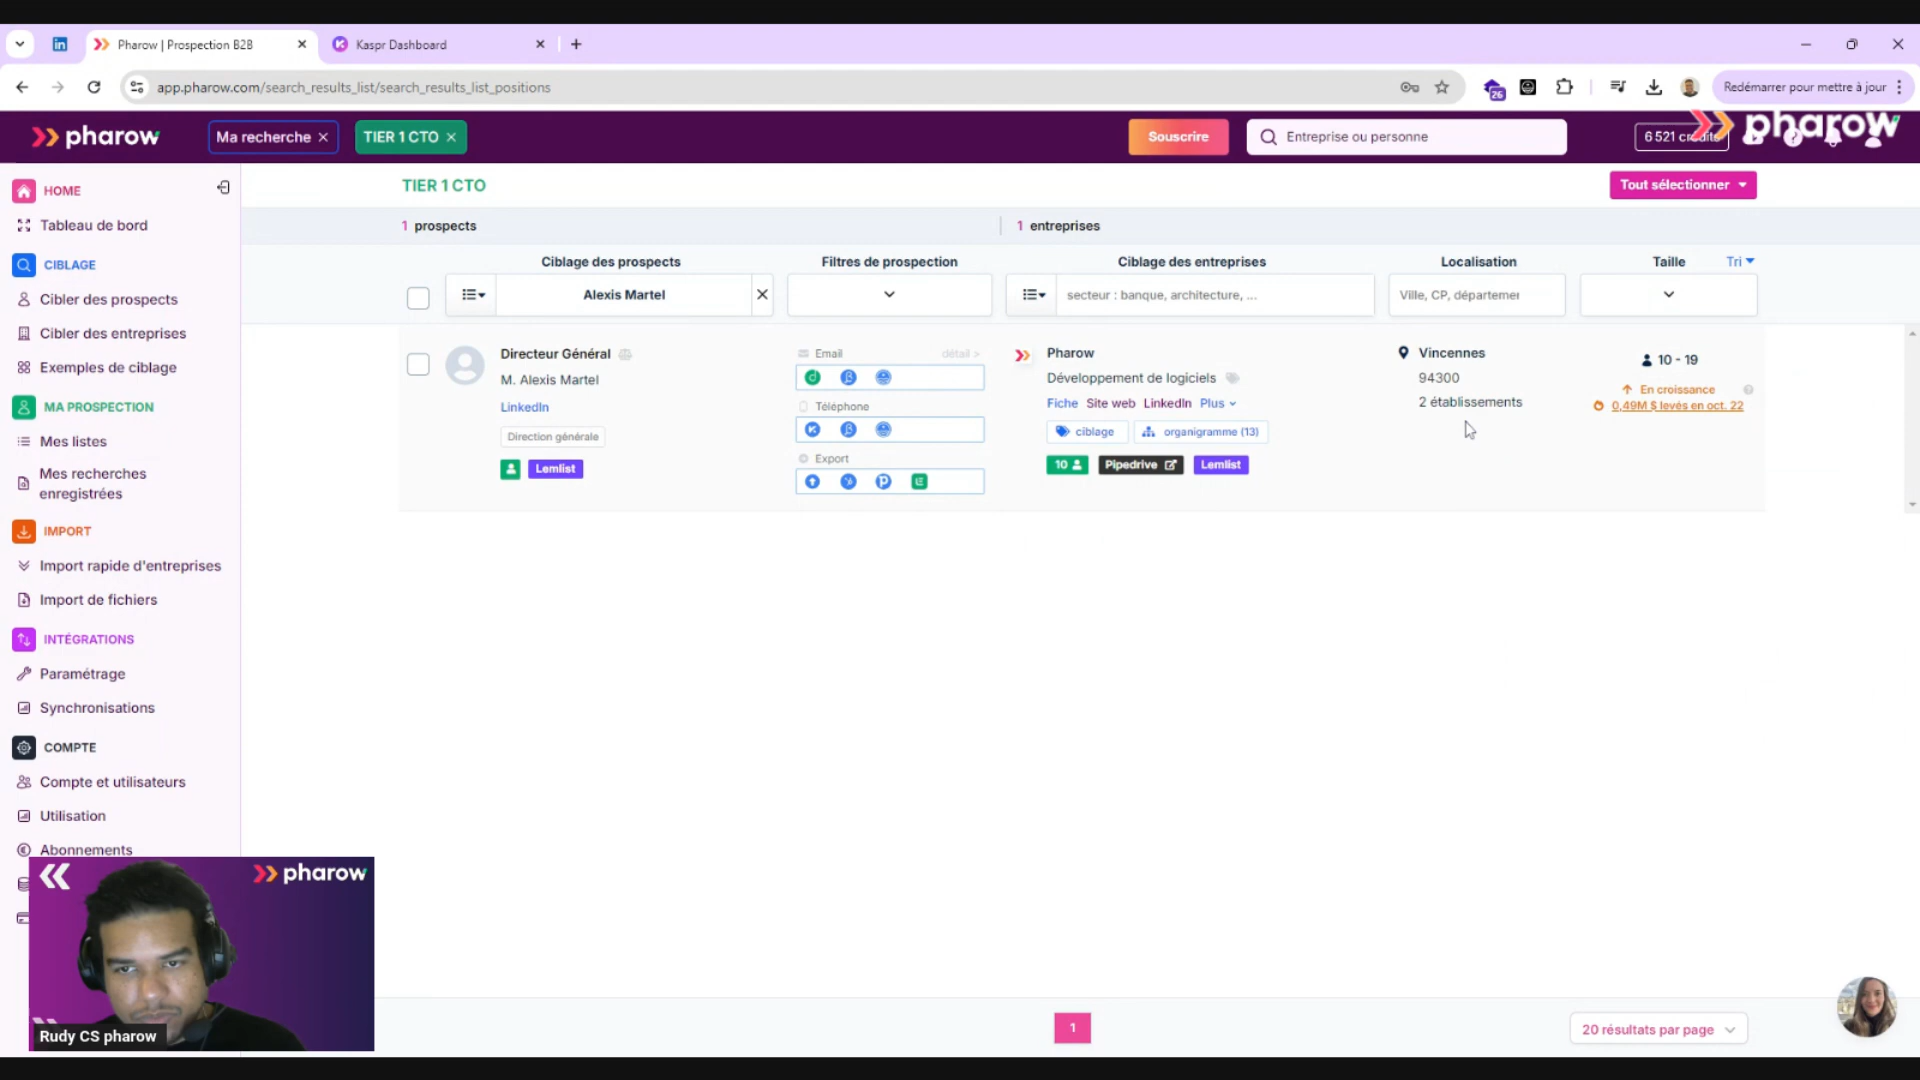 Pharow | Prospection B2B
Kaspr Dashboard
app.pharow.com/search_results_list/search_results_list_positions
26
Redémarrer pour mettre à jour
pharow
Ma recherche
TIER 1 CTO
Souscrire
Entreprise ou personne
6 521 crédits
pharow
HOME
Tableau de bord
CIBLAGE
Cibler des prospects
Cibler des entreprises
Exemples de ciblage
MA PROSPECTION
Mes listes
Mes recherches
enregistrées
IMPORT
Import rapide d'entreprises
Import de fichiers
INTÉGRATIONS
Paramétrage
Synchronisations
COMPTE
Compte et utilisateurs
Utilisation
Abonnements
TIER 1 CTO
Tout sélectionner
1 prospects
1 entreprises
Ciblage des prospects
Filtres de prospection
Ciblage des entreprises
Localisation
Taille
Tri
Alexis Martel
secteur : banque, architecture, ...
Ville, CP, départemen
Directeur Général
M. Alexis Martel
LinkedIn
Direction générale
Lemlist
Email
détail >
Téléphone
Export
Pharow
Développement de logiciels
Fiche Site web LinkedIn Plus
ciblage
organigramme (13)
10
Pipedrive
Lemlist
Vincennes
94300
2 établissements
10 - 19
En croissance
0,49M $ levés en oct. 22
1
20 résultats par page
pharow
Rudy CS pharow